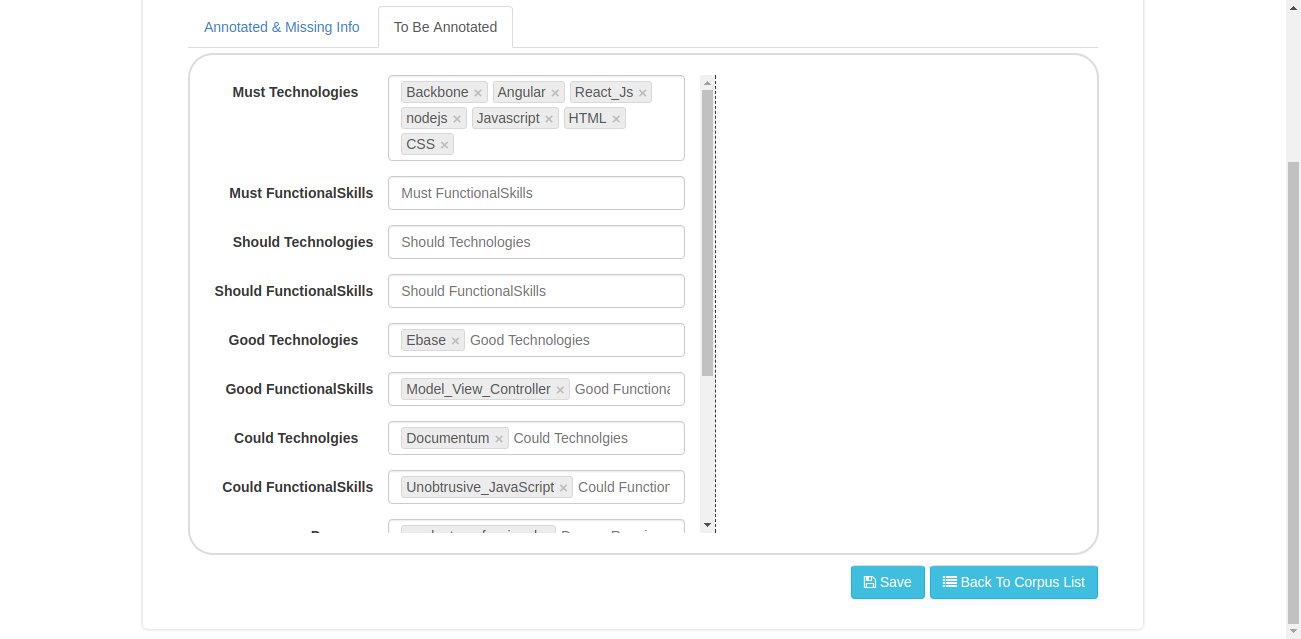 Annotated & Missing Info
To Be Annotated
Must Technologies
Backbone × Angular × React_Js ×
nodejs × Javascript × HTML ×
CSS ×
Must FunctionalSkills Must FunctionalSkills
Should Technologies Should Technologies
Should FunctionalSkills Should FunctionalSkills
Good Technologies Ebase × Good Technologies
Good FunctionalSkills Model_View_Controller × Good Functiona
Could Technolgies Documentum × Could Technolgies
Could FunctionalSkills Unobtrusive_JavaScript × Could Function
Save
Back To Corpus List